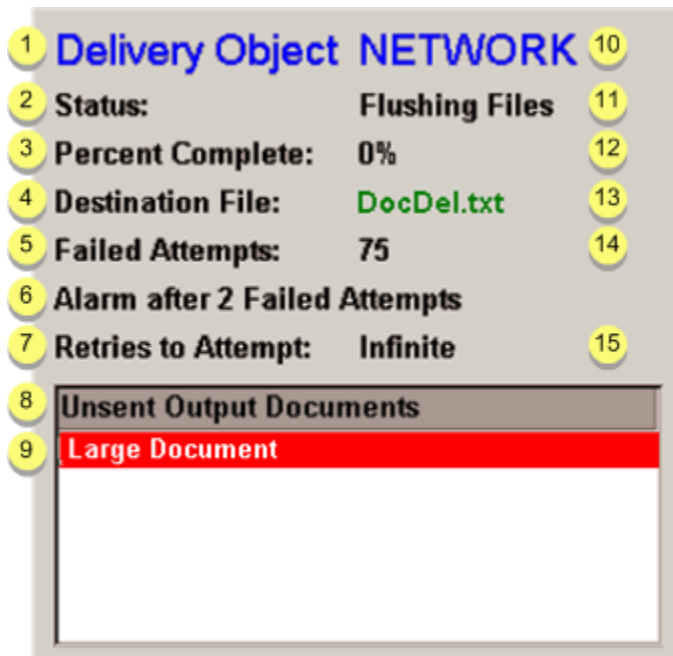 1 Delivery Object NETWORK 10
2 Status: Flushing Files 11
3 Percent Complete: 0% 12
4 Destination File: DocDel.txt 13
5 Failed Attempts: 75 14
6 Alarm after 2 Failed Attempts
7 Retries to Attempt: Infinite 15
8 Unsent Output Documents
9 Large Document